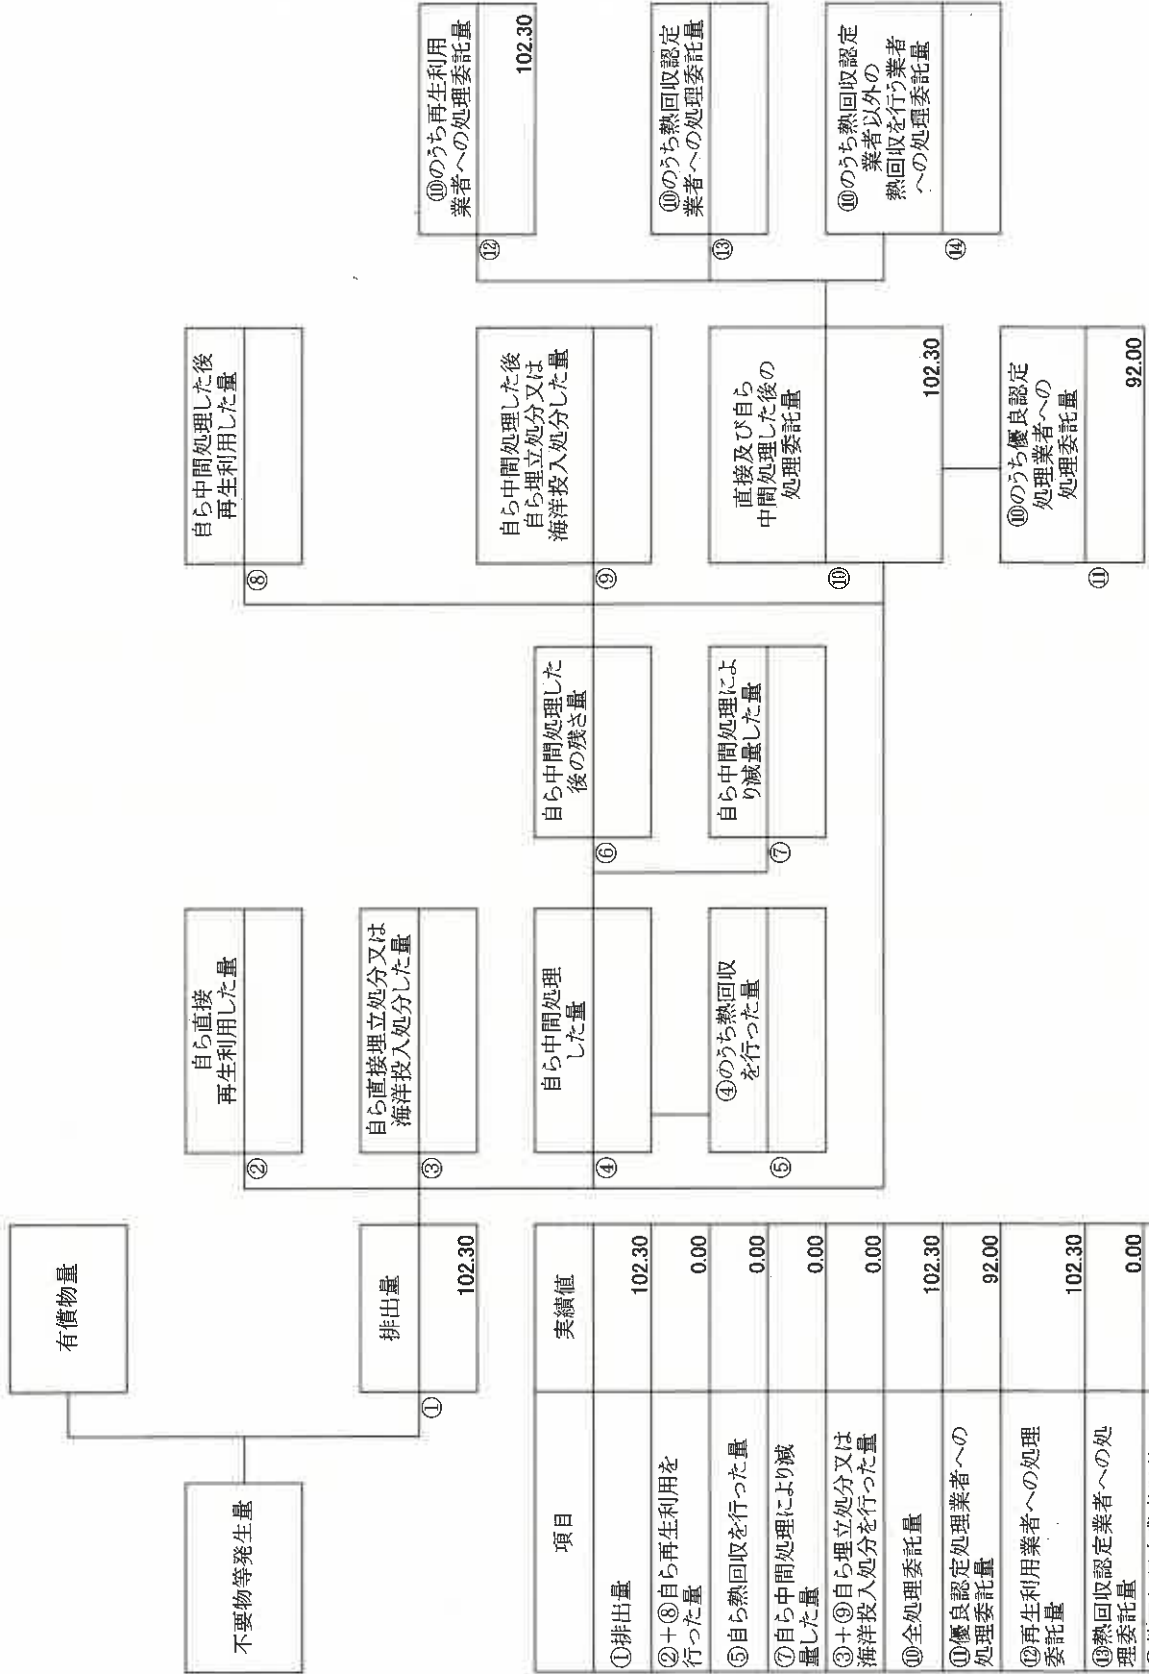 不要物等発生量
有償物量
排出量
①
102.30
自ら直接
再生利用した量
②
自ら直接埋立処分又は
海洋投入処分した量
③
自ら中間処理
した量
④
④のうち熱回収
を行った量
⑤
自ら中間処理した
後の残さ量
⑥
自ら中間処理によ
り減量した量
⑦
自ら中間処理した後
再生利用した量
⑧
自ら中間処理した後
自ら埋立処分又は
海洋投入処分した量
⑨
直接及び自ら
中間処理した後の
処理委託量
⑩
102.30
⑩のうち優良認定
処理業者への
処理委託量
⑪
92.00
⑩のうち再生利用
業者への処理委託量
⑫
102.30
⑩のうち熱回収認定
業者への処理委託量
⑬
⑩のうち熱回収認定
業者以外の
熱回収を行う業者
への処理委託量
⑭
項目
実績値
①排出量
102.30
②+⑧自ら再生利用を
行った量
0.00
⑤自ら熱回収を行った量
0.00
⑦自ら中間処理により減
量した量
0.00
③+⑨自ら埋立処分又は
海洋投入処分を行った量
0.00
⑩全処理委託量
102.30
⑪優良認定処理業者への
処理委託量
92.00
⑫再生利用業者への処理
委託量
102.30
⑬熱回収認定業者への処
理委託量
0.00